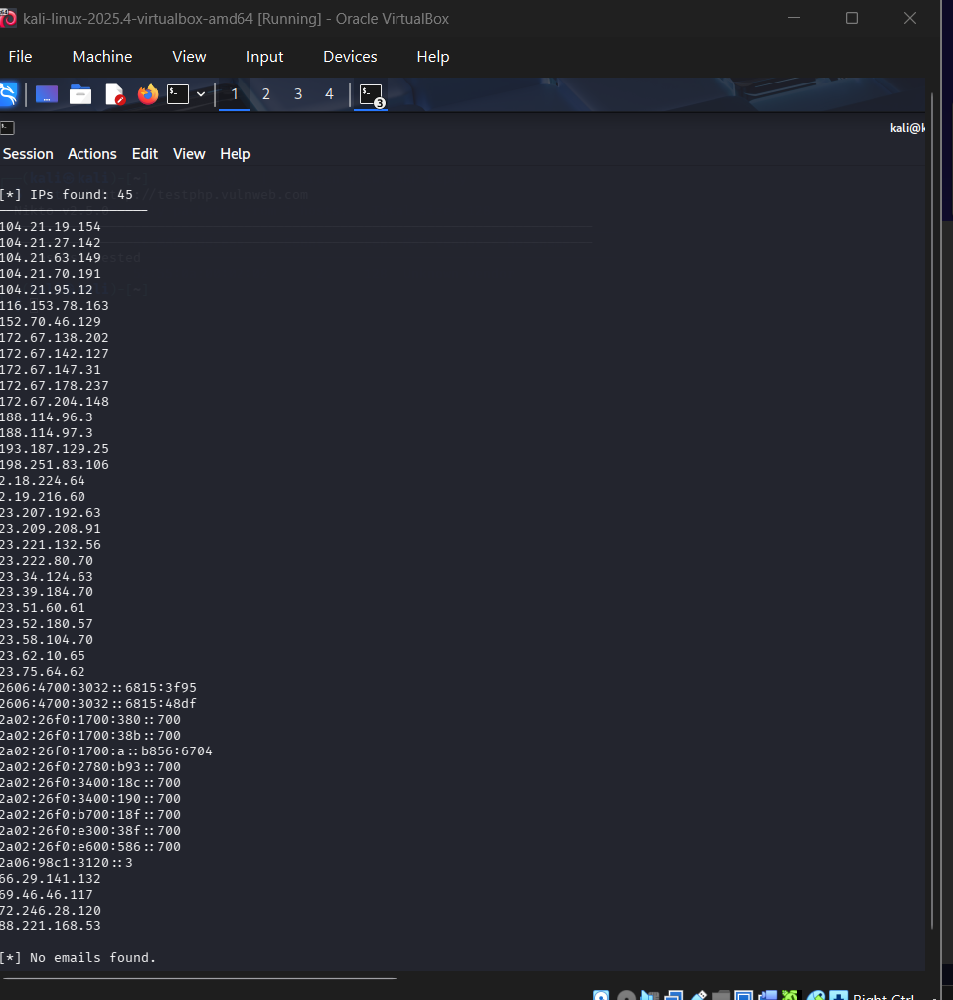 kali-linux-2025.4-virtualbox-amd64 [Running] - Oracle VirtualBox
File Machine View Input Devices Help
1 2 3 4 3
kali@k
Session Actions Edit View Help
[*] IPs found: 45
//testphp.vulnweb.com
104.21.19.154
104.21.27.142
104.21.63.149
104.21.70.191
104.21.95.12
116.153.78.163
152.70.46.129
172.67.138.202
172.67.142.127
172.67.147.31
172.67.178.237
172.67.204.148
188.114.96.3
188.114.97.3
193.187.129.25
198.251.83.106
2.18.224.64
2.19.216.60
23.207.192.63
23.209.208.91
23.221.132.56
23.222.80.70
23.34.124.63
23.39.184.70
23.51.60.61
23.52.180.57
23.58.104.70
23.62.10.65
23.75.64.62
2606:4700:3032::6815:3f95
2606:4700:3032::6815:48df
2a02:26f0:1700:380::700
2a02:26f0:1700:38b::700
2a02:26f0:1700:a::b856:6704
2a02:26f0:2780:b93::700
2a02:26f0:3400:18c::700
2a02:26f0:3400:190::700
2a02:26f0:b700:18f::700
2a02:26f0:e300:38f::700
2a02:26f0:e600:586::700
2a06:98c1:3120::3
66.29.141.132
69.46.46.117
72.246.28.120
88.221.168.53
[*] No emails found.
Right Ctrl